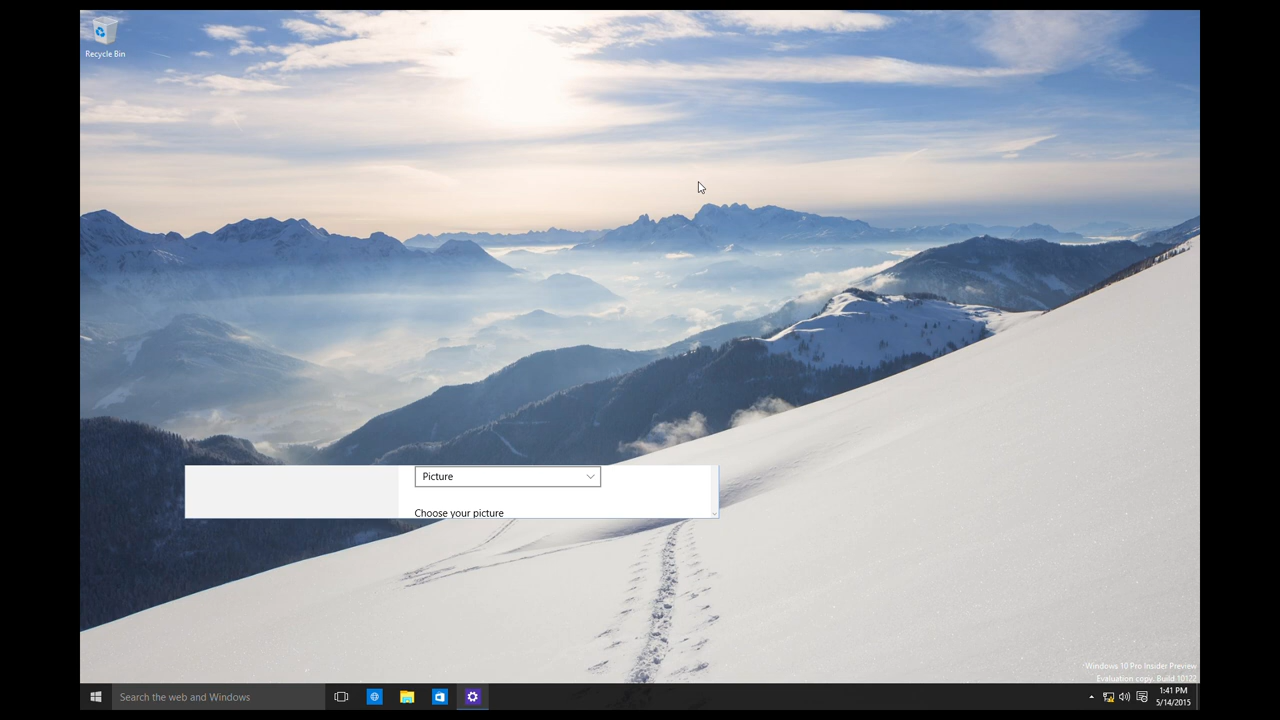 Recycle Bin
Picture
Choose your picture
Windows 10 Pro Insider Preview
Evaluation copy. Build 10122
Search the web and Windows
1:41 PM
5/14/2015